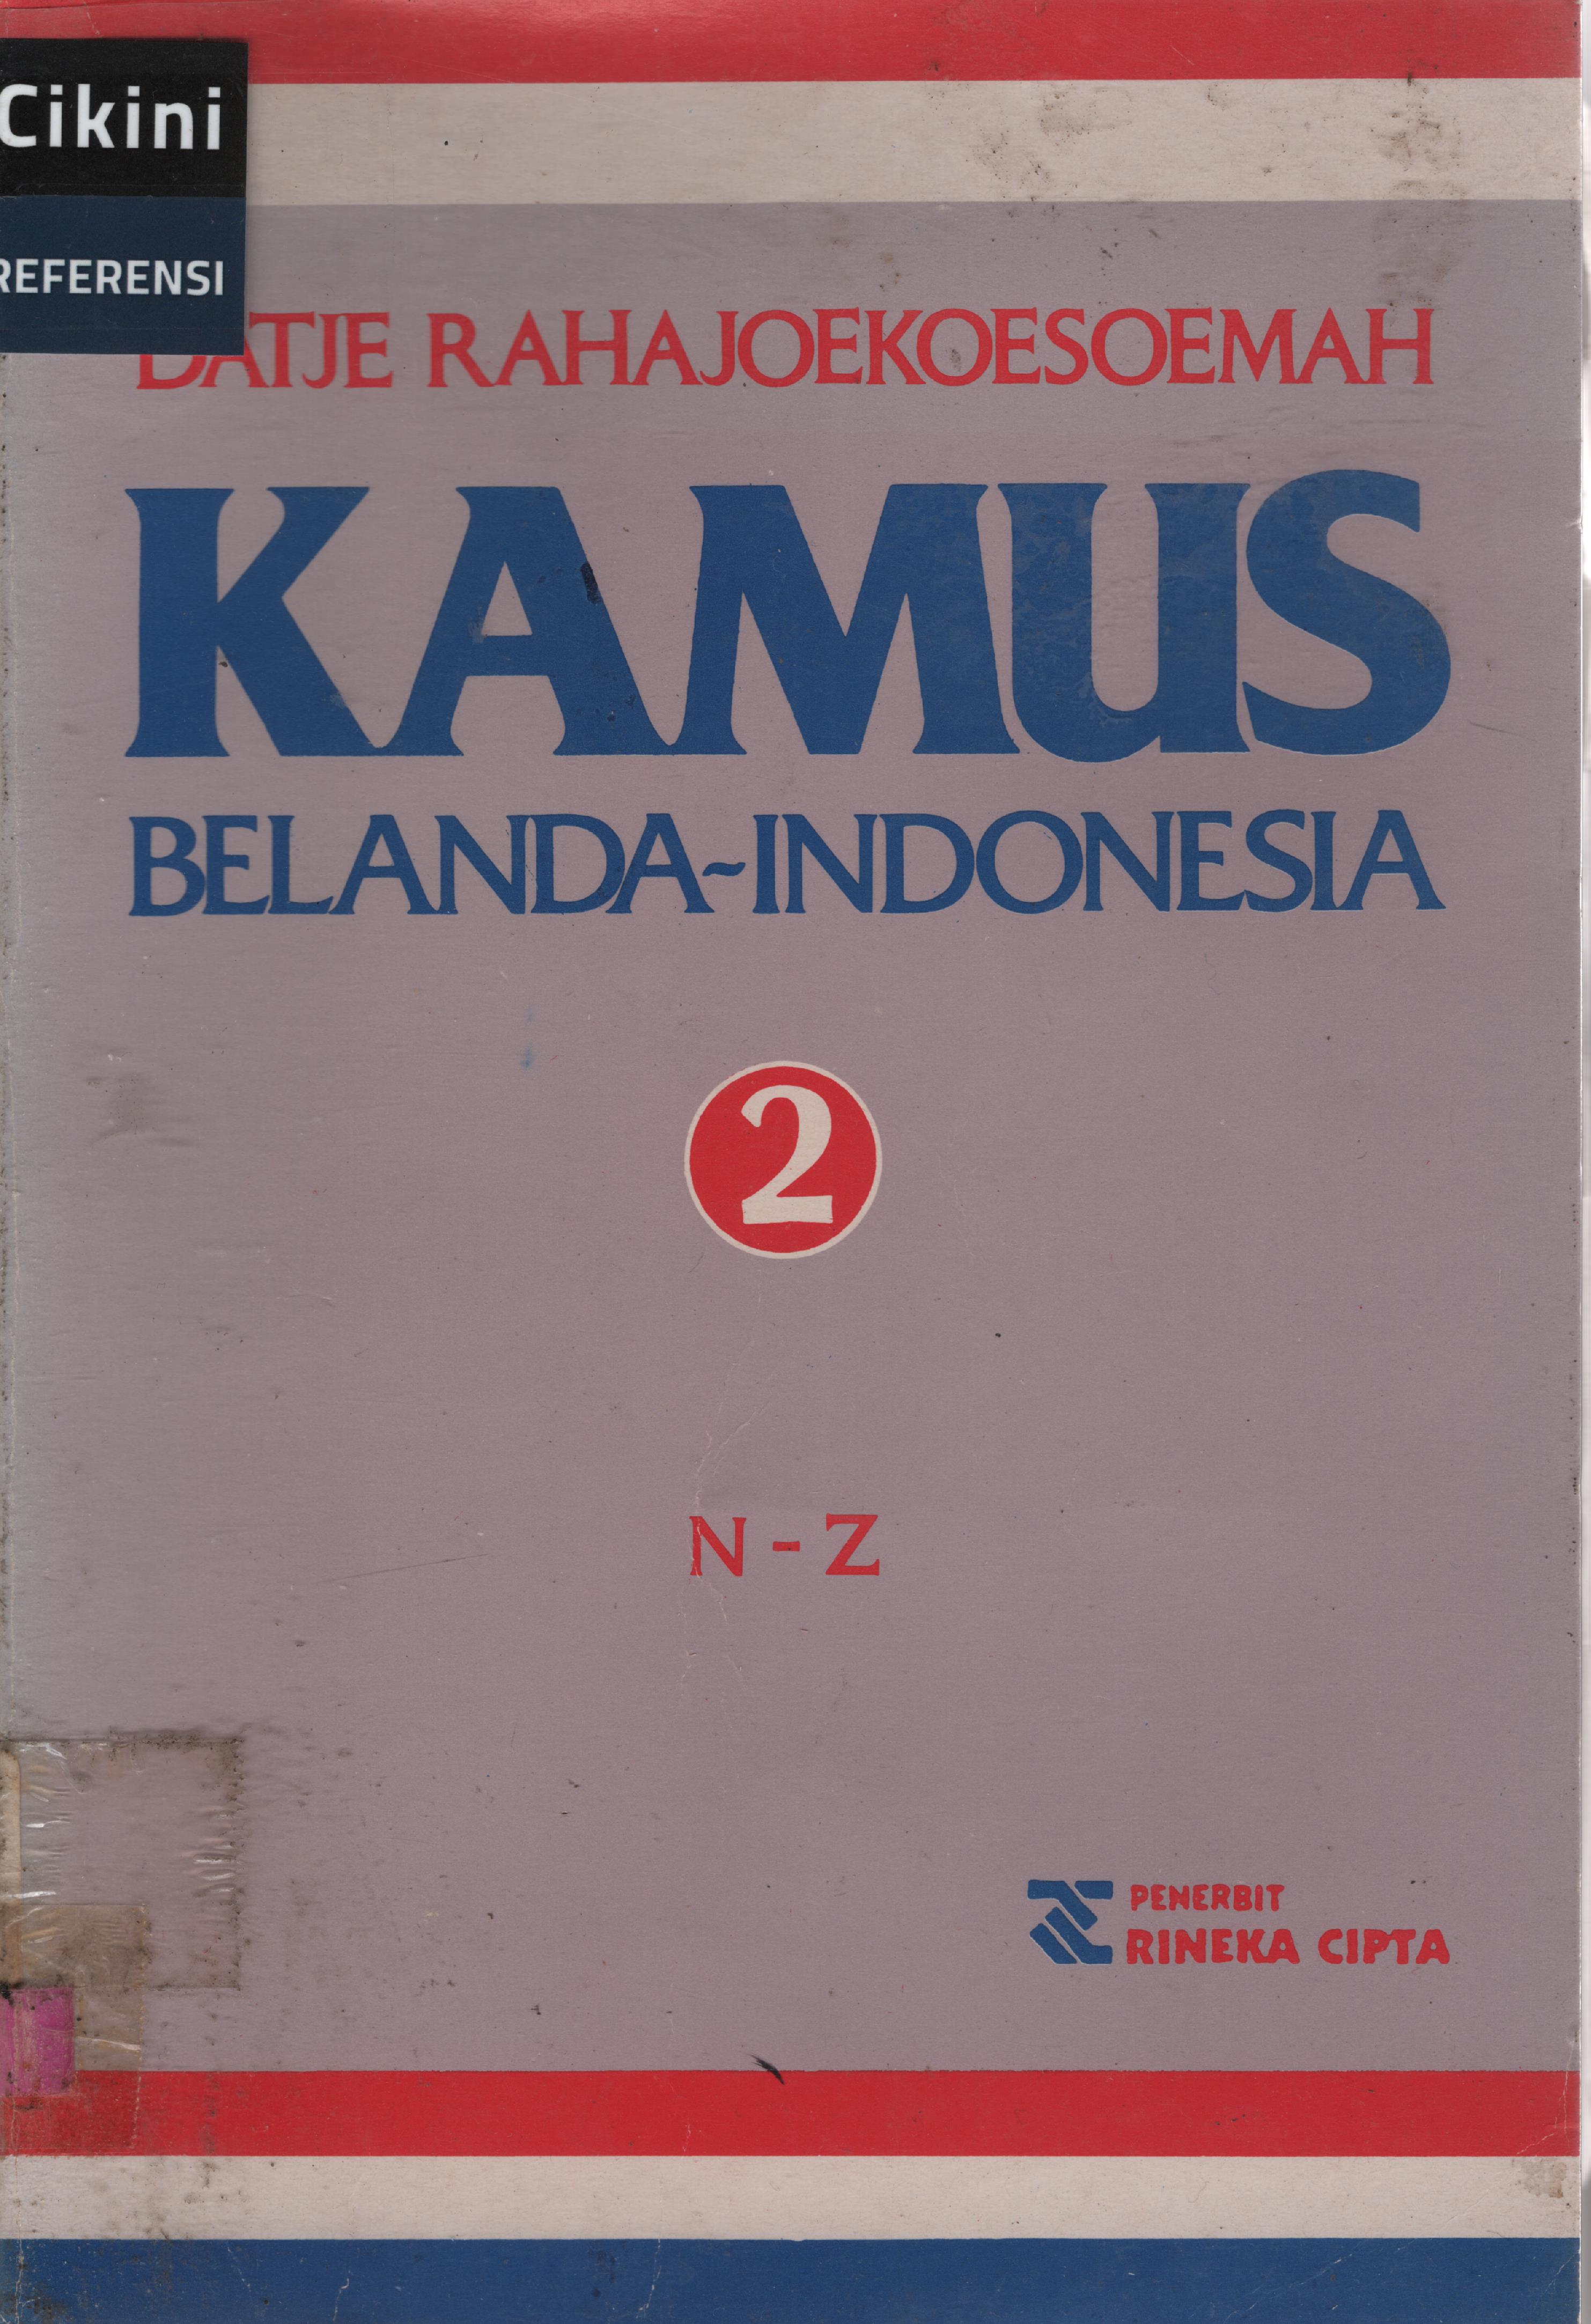 Cikini
REFERENSI
DATJE RAHAJOEKOESOEMAH
KAMUS
BELANDA~INDONESIA
2
N - Z
PENERBIT
RINEKA CIPTA